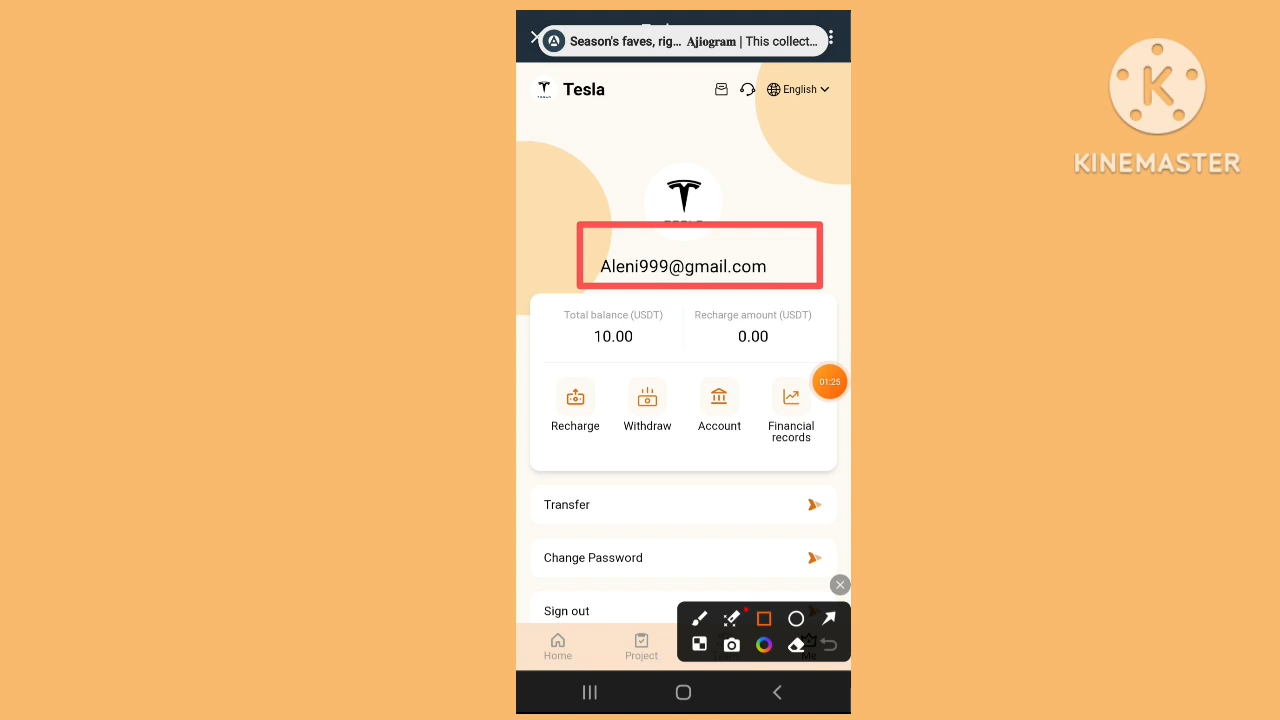 Season's faves, rig... Ajiogram | This collect...
Tesla
English
Aleni999@gmail.com
Total balance (USDT)
Recharge amount (USDT)
10.00
0.00
01:25
Recharge
Withdraw
Account
Financial records
Transfer
Change Password
Sign out
Home
Project
Me
KINEMASTER